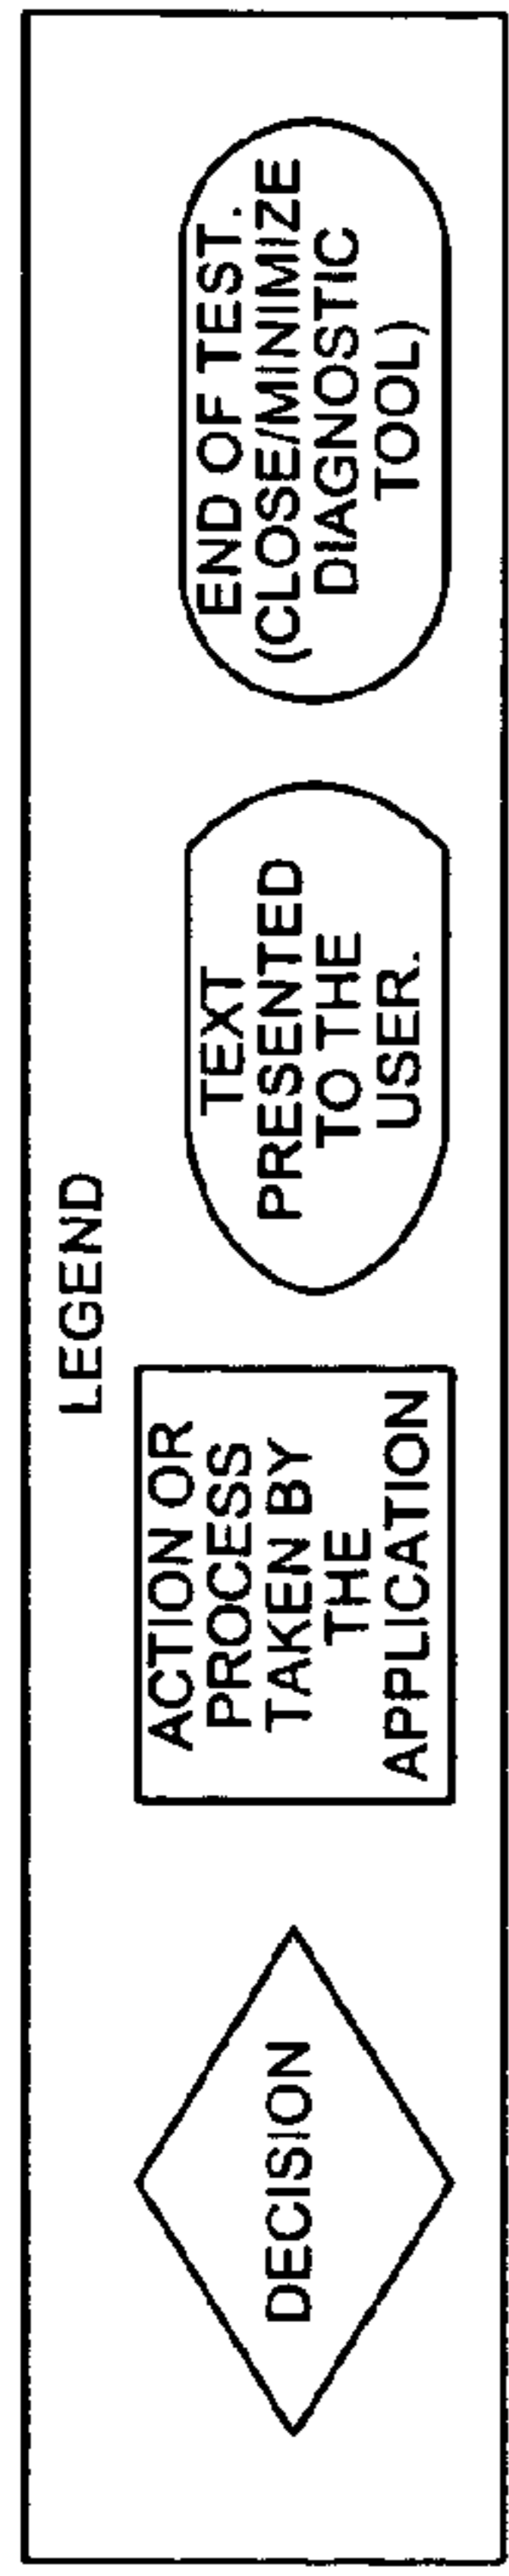 LEGEND
DECISION
ACTION OR
PROCESS
TAKEN BY
THE
APPLICATION
TEXT
PRESENTED
TO THE
USER.
END OF TEST.
(CLOSE/MINIMIZE
DIAGNOSTIC
TOOL)